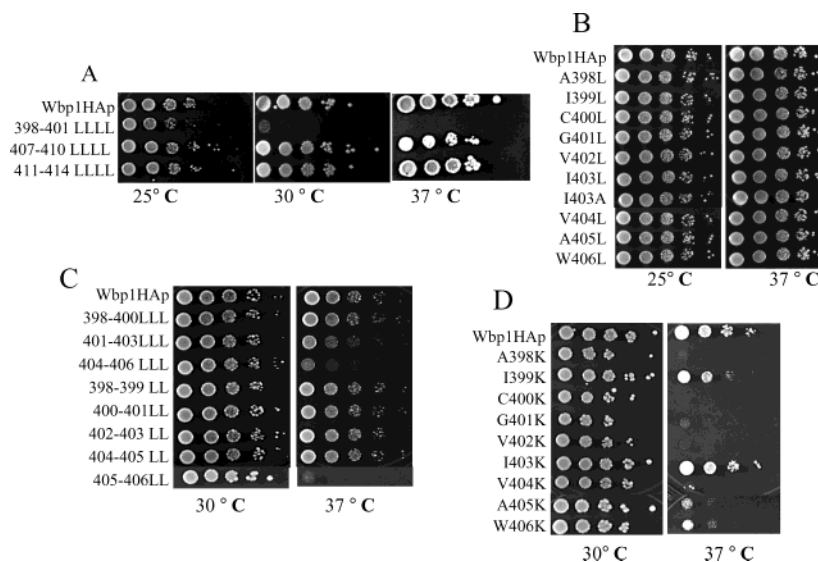 A
Wbp1HAp
398-401 LLLL
407-410 LLLL
411-414 LLLL
25° C
30 ° C
37 ° C
B
Wbp1HAp
A398L
I399L
C400L
G401L
V402L
I403L
I403A
V404L
A405L
W406L
25° C
37 ° C
C
Wbp1HAp
398-400LLL
401-403LLL
404-406 LLL
398-399 LL
400-401LL
402-403 LL
404-405 LL
405-406LL
30 ° C
37 ° C
D
Wbp1HAp
A398K
I399K
C400K
G401K
V402K
I403K
V404K
A405K
W406K
30° C
37 ° C